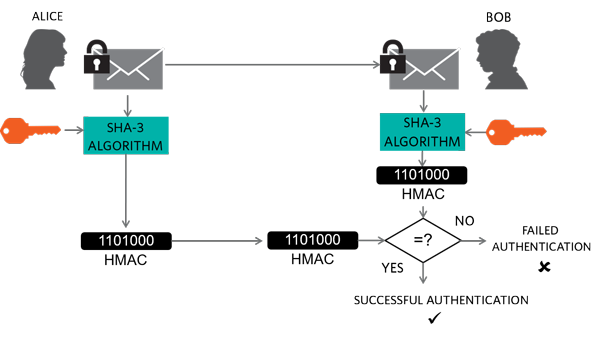 ALICE
BOB
SHA-3
ALGORITHM
SHA-3
ALGORITHM
1101000
HMAC
1101000
HMAC
1101000
HMAC
=?
NO
YES
FAILED
AUTHENTICATION
SUCCESSFUL AUTHENTICATION